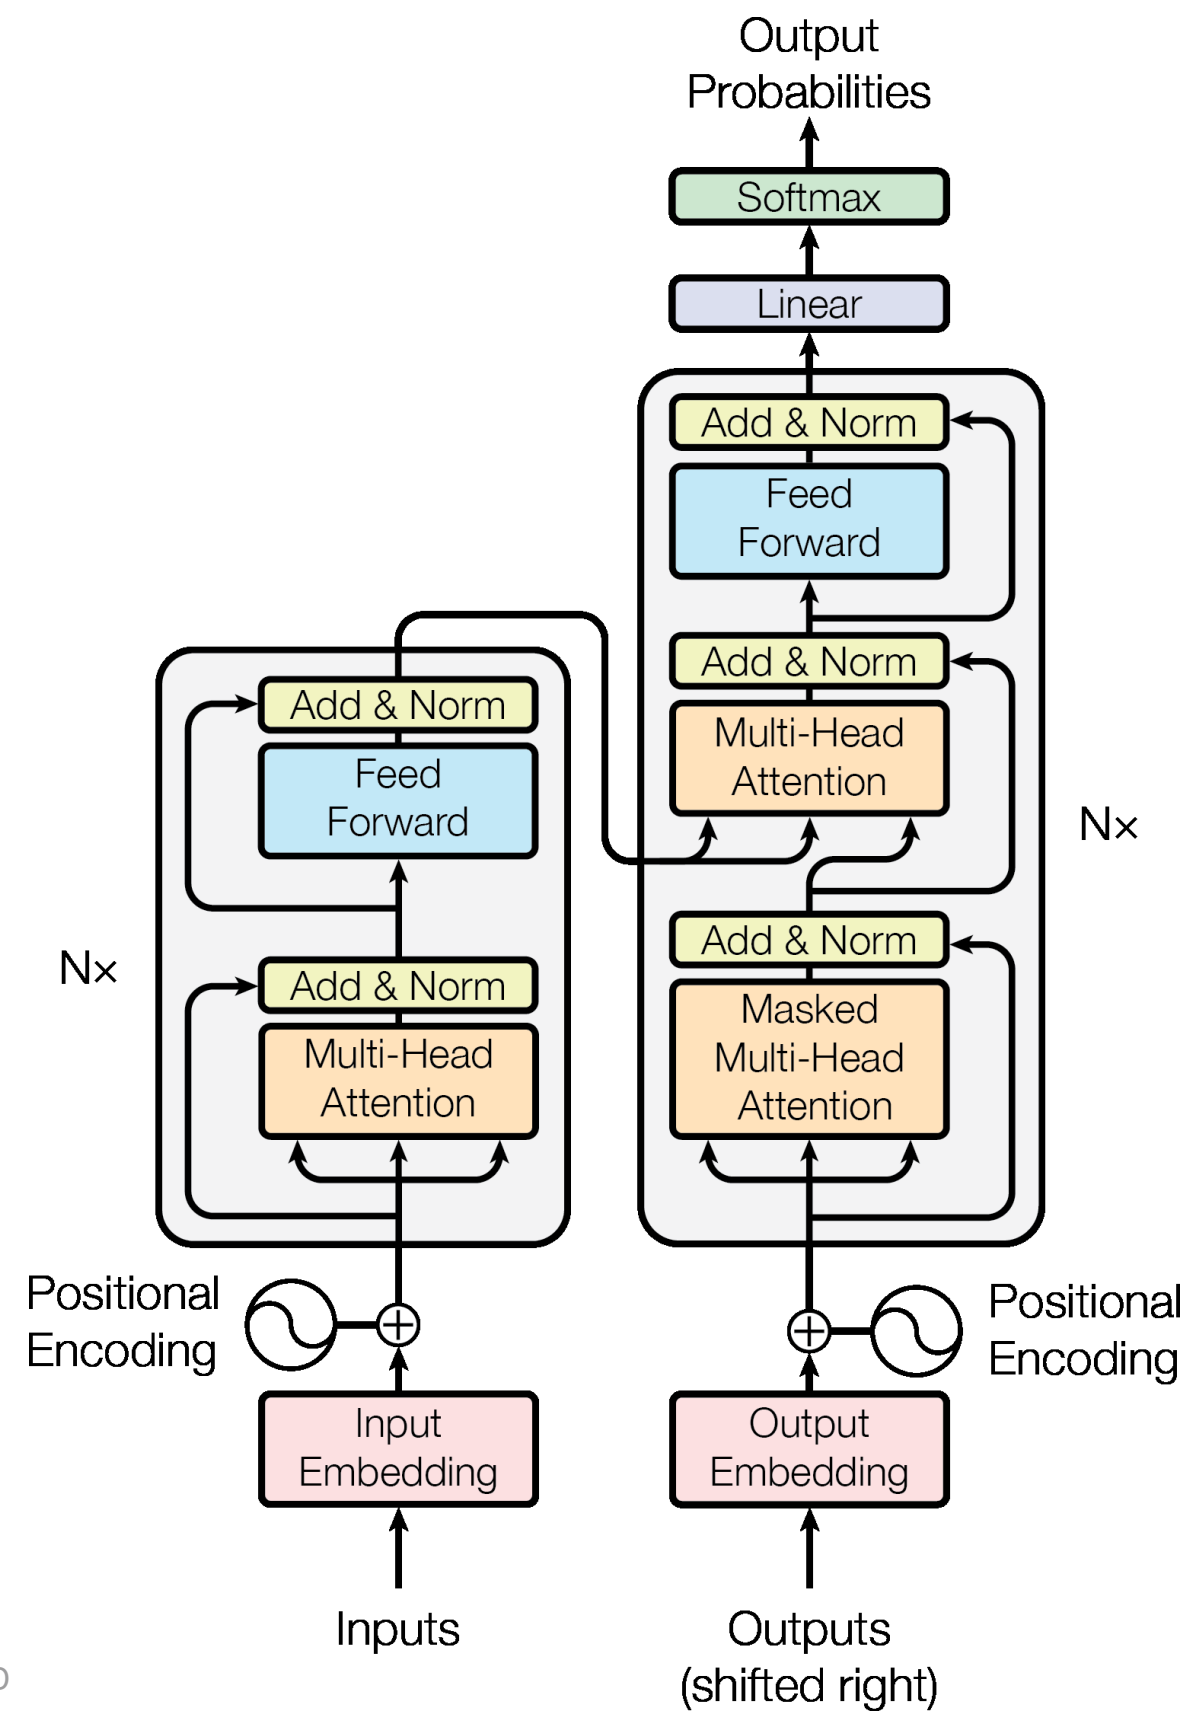 Output
Probabilities
Softmax
Linear
Add & Norm
Feed
Forward
Add & Norm
Multi-Head
Attention
Add & Norm
Masked
Multi-Head
Attention
N×
Add & Norm
Feed
Forward
Add & Norm
Multi-Head
Attention
N×
Positional
Encoding
Positional
Encoding
Input
Embedding
Output
Embedding
Inputs
Outputs
(shifted right)